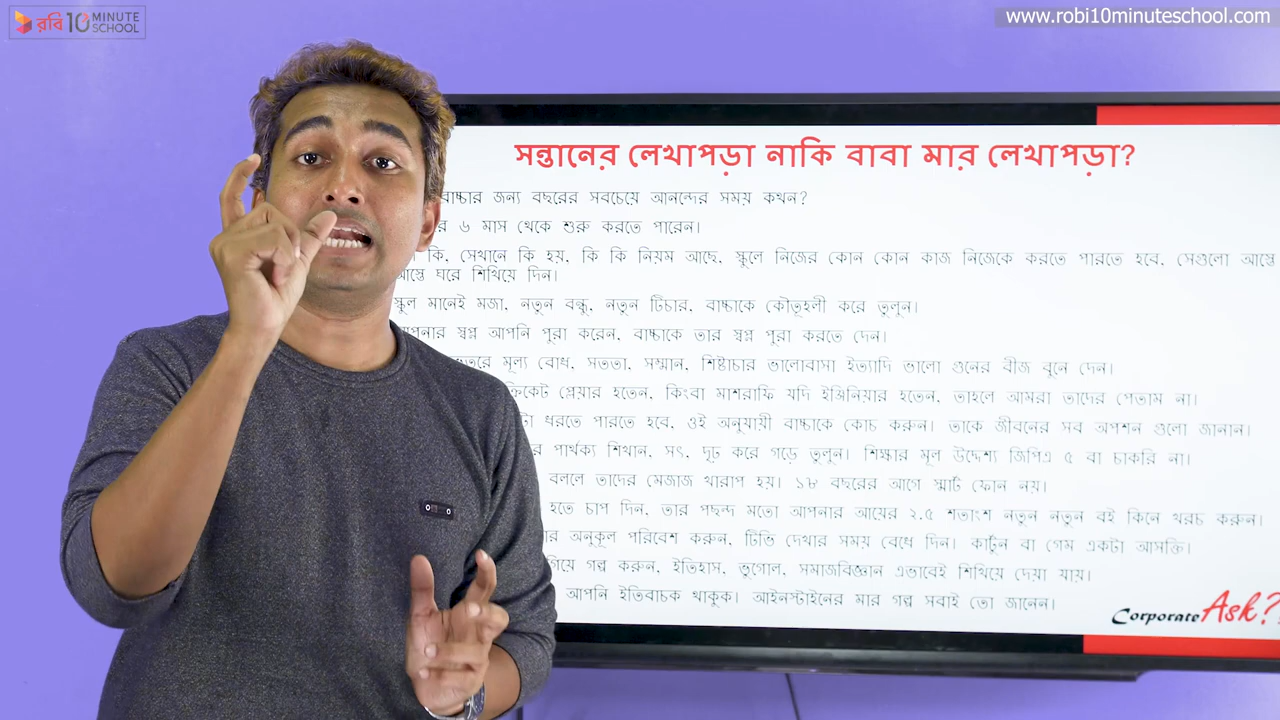 রবি 10 MINUTE SCHOOL
www.robi10minuteschool.com
সন্তানের লেখাপড়া নাকি বাবা মার লেখাপড়া?
বাচ্চার জন্য বছরের সবচেয়ে আনন্দের সময় কখন?
র ৬ মাস থেকে শুরু করতে পারেন।
কি, সেখানে কি হয়, কি কি নিয়ম আছে, স্কুলে নিজের কোন কোন কাজ নিজেকে করতে পারতে হবে, সেগুলো আস্তে
আস্তে ঘরে শিখিয়ে দিন।
স্কুল মানেই মজা, নতুন বন্ধু, নতুন টিচার, বাচ্চাকে কৌতূহলী করে তুলুন।
আপনার স্বপ্ন আপনি পুরা করেন, বাচ্চাকে তার স্বপ্ন পুরা করতে দেন।
মূল্য বোধ, সততা, সম্মান, শিষ্টাচার ভালোবাসা ইত্যাদি ভালো গুনের বীজ বুনে দেন।
ক্রিকেট প্লেয়ার হতেন, কিংবা মাশরাফি যদি ইঞ্জিনিয়ার হতেন, তাহলে আমরা তাদের পেতাম না।
টা ধরতে পারতে হবে, ওই অনুযায়ী বাচ্চাকে কোচ করুন। তাকে জীবনের সব অপশন গুলো জানান।
র পার্থক্য শিখান, সৎ, দৃঢ় করে গড়ে তুলুন। শিক্ষার মূল উদ্দেশ্য জিপিএ ৫ বা চাকরি না।
বললে তাদের মেজাজ খারাপ হয়। ১৮ বছরের আগে স্মার্ট ফোন নয়।
হতে চাপ দিন, তার পছন্দ মতো আপনার আয়ের ২.৫ শতাংশ নতুন নতুন বই কিনে খরচ করুন।
র অনুকূল পরিবেশ করুন, টিভি দেখার সময় বেধে দিন। কার্টুন বা গেম একটা আসক্তি।
গিয়ে গল্প করুন, ইতিহাস, ভুগোল, সমাজবিজ্ঞান এভাবেই শিখিয়ে দেয়া যায়।
আপনি ইতিবাচক থাকুক। আইনস্টাইনের মার গল্প সবাই তো জানেন।
Corporate Ask?